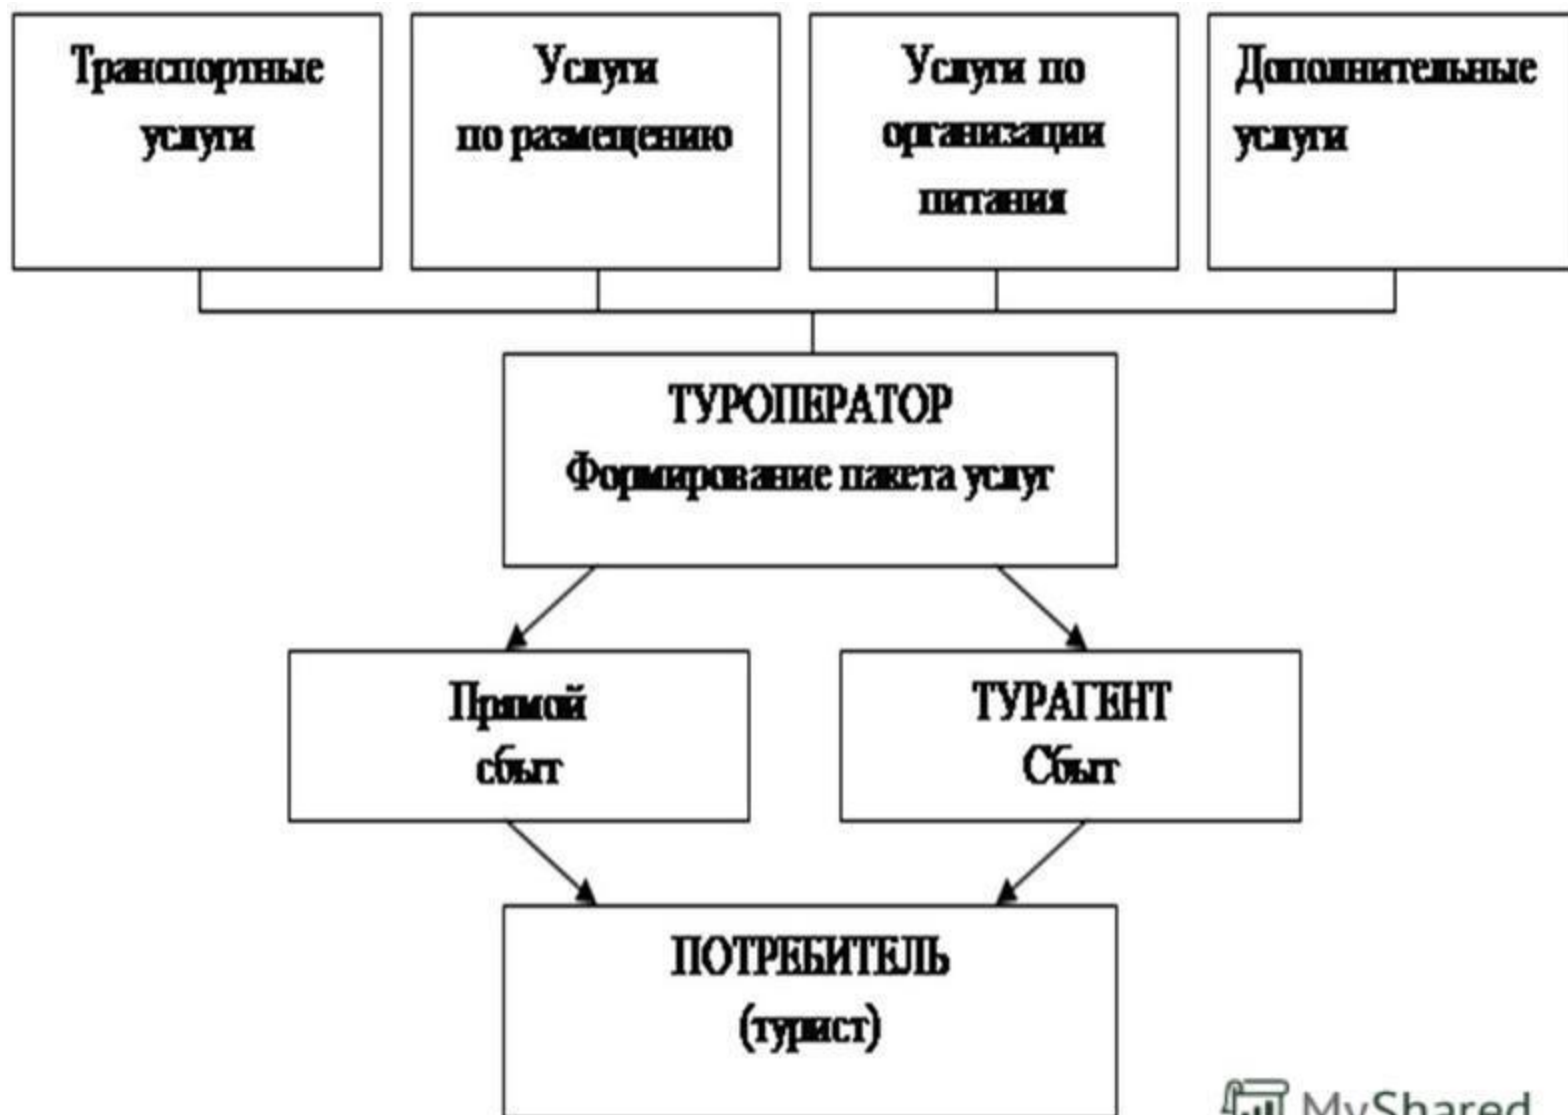 Транспортные
услуги
Услуги
по размещению
Услуги по
организации
питания
Дополнительные
услуги
ТУРОПЕРАТОР
Формирование пакета услуг
Прямой
сбыт
ТУРАГЕНТ
Сбыт
ПОТРЕБИТЕЛЬ
(турист)
MyShared